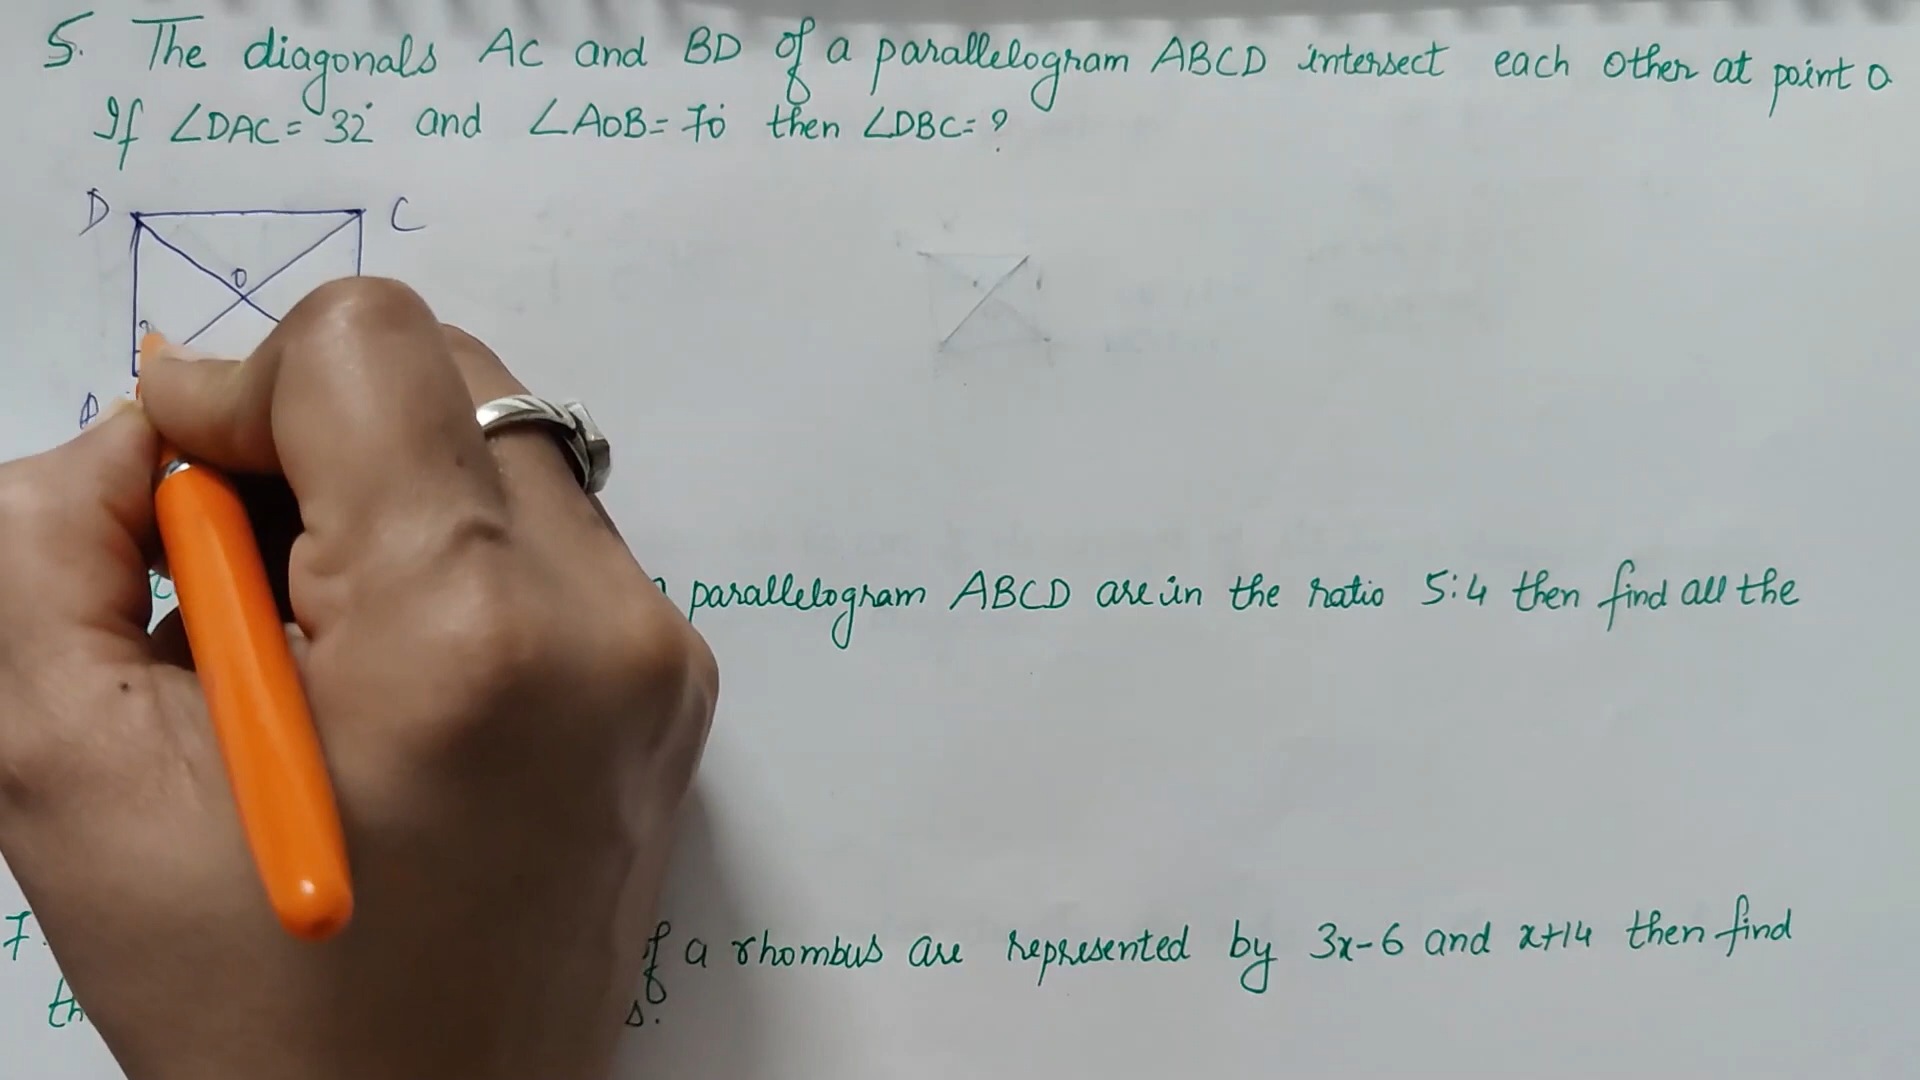 5. The diagonals AC and BD of a parallelogram ABCD intersect each other at point O
If ∠DAC = 32° and ∠AOB = 70° then ∠DBC = ?
D C
O
A
parallelogram ABCD are in the ratio 5:4 then find all the
7. f a rhombus are represented by 3x-6 and x+14 then find
th s.